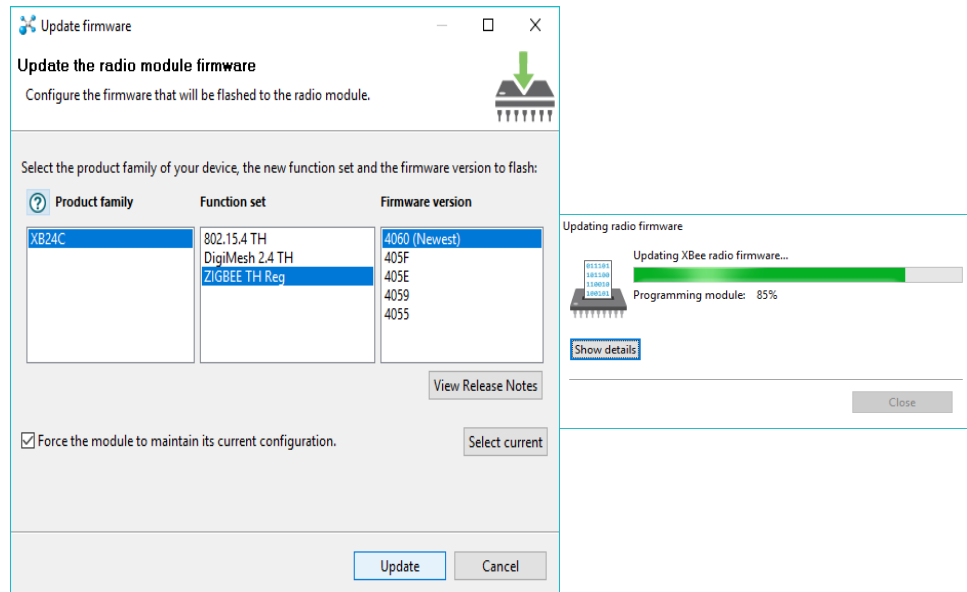 Update firmware
Update the radio module firmware
Configure the firmware that will be flashed to the radio module.
Select the product family of your device, the new function set and the firmware version to flash:
Product family
Function set
Firmware version
XB24C
802.15.4 TH
DigiMesh 2.4 TH
ZIGBEE TH Reg
4060 (Newest)
405F
405E
4059
4055
View Release Notes
Force the module to maintain its current configuration.
Select current
Update
Cancel
Updating radio firmware
Updating XBee radio firmware...
011101
101100
110010
100101
Programming module: 85%
Show details
Close